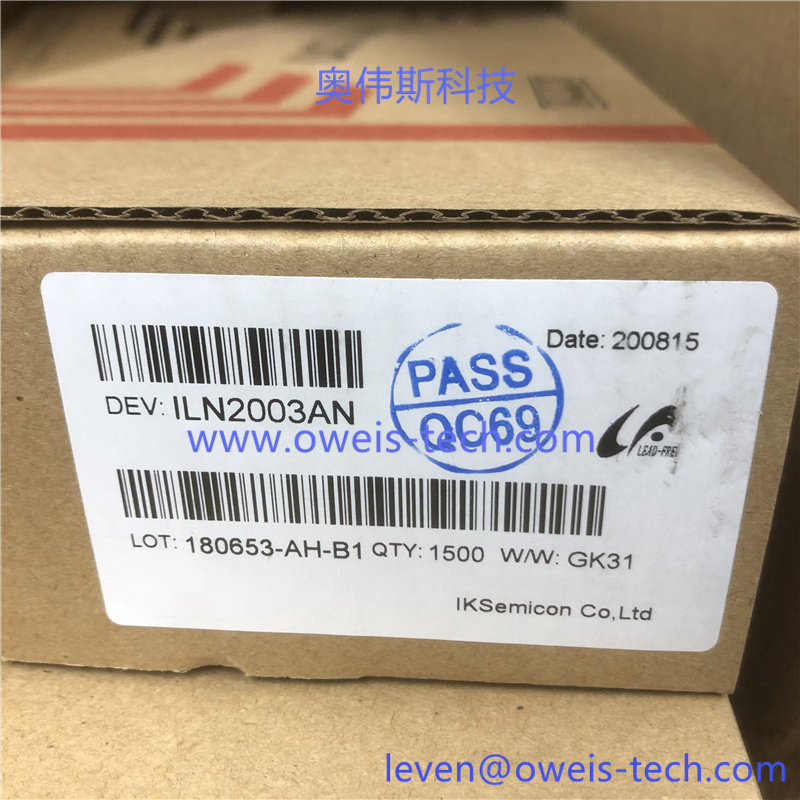 奥伟斯科技
Date: 200815
PASS
QC69
DEV: ILN2003AN
www.oweis-tech.com
LEAD-FREE
LOT: 180653-AH-B1 QTY: 1500 W/W: GK31
IKSemicon Co,Ltd
leven@oweis-tech.com